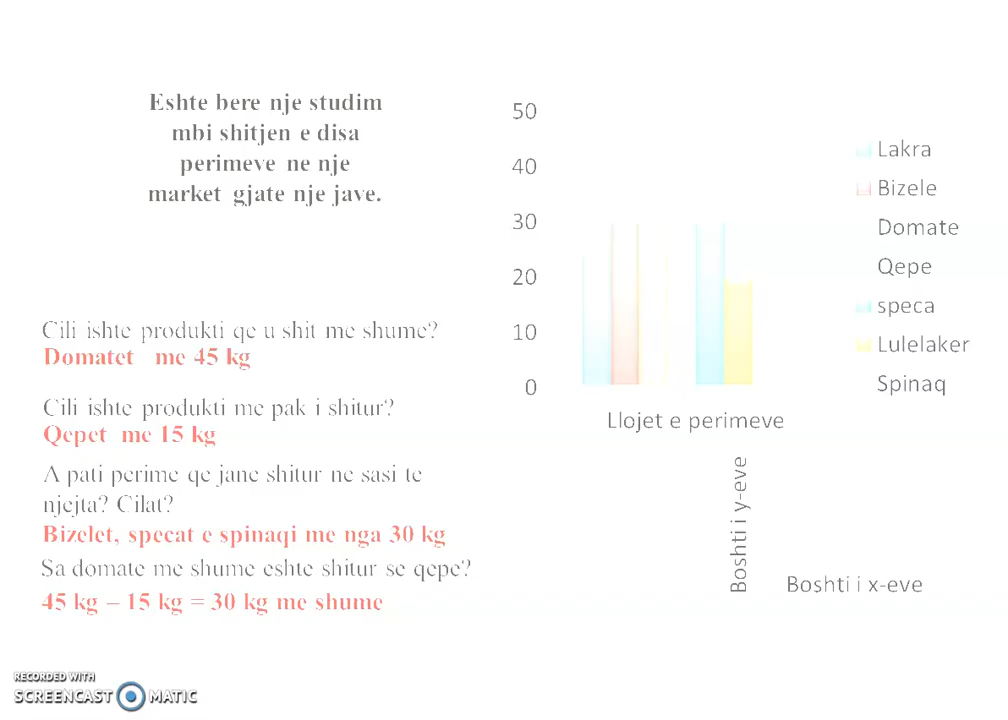 Eshte bere nje studim
mbi shitjen e disa
perimeve ne nje
market gjate nje jave.
Cili ishte produkti qe u shit me shume?
Domatet me 45 kg
Cili ishte produkti me pak i shitur?
Qepet me 15 kg
A pati perime qe jane shitur ne sasi te
njejta? Cilat?
Bizelet, specat e spinaqi me nga 30 kg
Sa domate me shume eshte shitur se qepe?
45 kg – 15 kg = 30 kg me shume
50
40
30
20
10
0
Llojet e perimeve
Lakra
Bizele
Domate
Qepe
speca
Lulelaker
Spinaq
Boshti i y-eve
Boshti i x-eve
RECORDED WITH
SCREENCAST MATIC